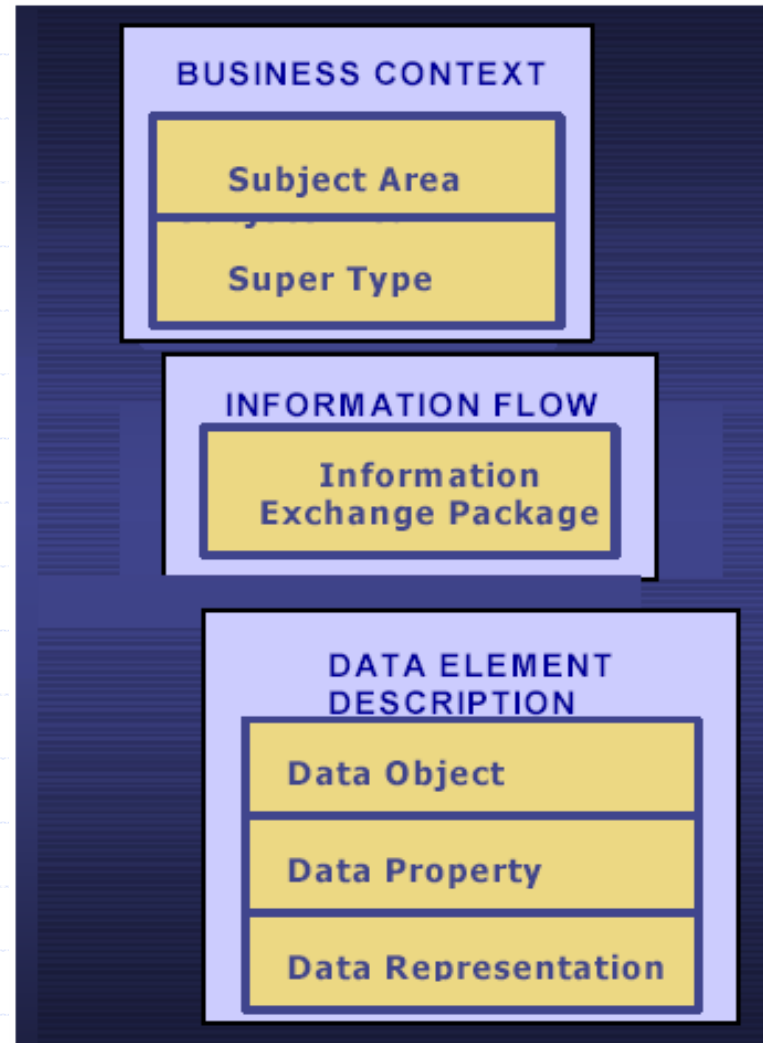 BUSINESS CONTEXT
Subject Area
Super Type
INFORMATION FLOW
Information
Exchange Package
DATA ELEMENT
DESCRIPTION
Data Object
Data Property
Data Representation